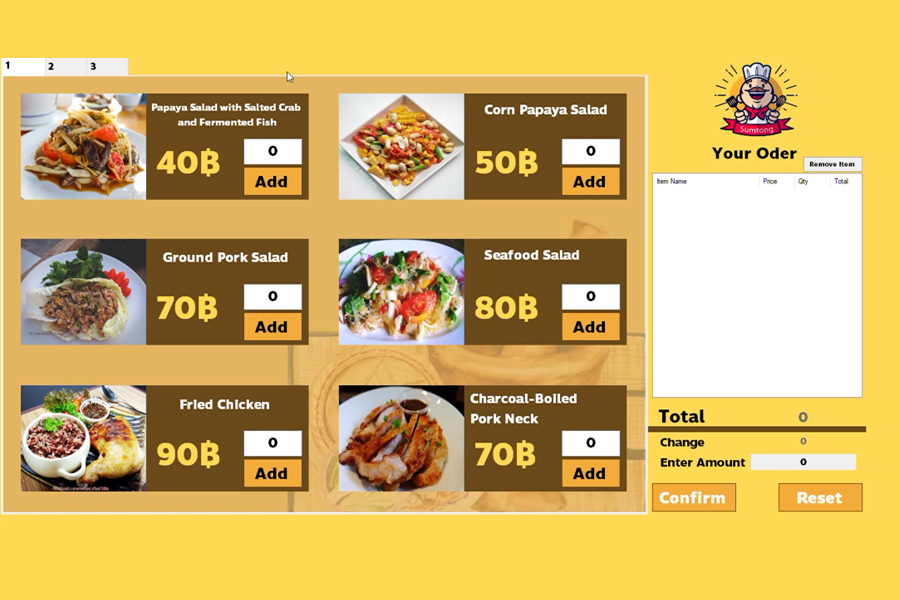 1
2
3
Papaya Salad with Salted Crab
and Fermented Fish
40฿
0
Add
Corn Papaya Salad
50฿
0
Add
Ground Pork Salad
70฿
0
Add
Seafood Salad
80฿
0
Add
Fried Chicken
90฿
0
Add
Charcoal-Boiled
Pork Neck
70฿
0
Add
Sumtong
Your Oder
Remove Item
Item Name Price Qty Total
Total 0
Change 0
Enter Amount 0
Confirm Reset